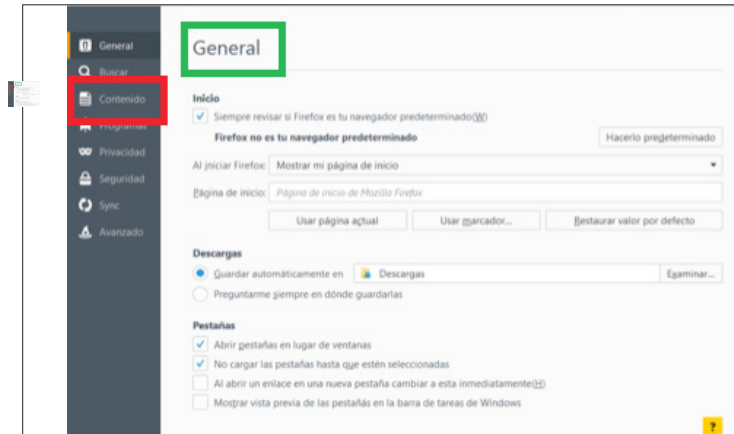 General
Buscar
Contenido
Programas
Privacidad
Seguridad
Sync
Avanzado
General
Inicio
Siempre revisar si Firefox es tu navegador predeterminado(W)
Firefox no es tu navegador predeterminado
Hacerlo predeterminado
Al iniciar Firefox: Mostrar mi página de inicio
Página de inicio: Página de inicio de Mozilla Firefox
Usar página actual Usar marcador... Restaurar valor por defecto
Descargas
Guardar automáticamente en Descargas Examinar...
Preguntarme siempre en dónde guardarlas
Pestañas
Abrir pestañas en lugar de ventanas
No cargar las pestañas hasta que estén seleccionadas
Al abrir un enlace en una nueva pestaña cambiar a esta inmediatamente(H)
Mostrar vista previa de las pestañas en la barra de tareas de Windows
?